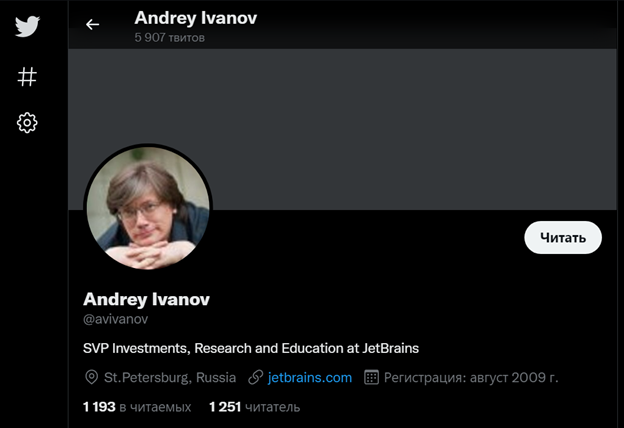 Andrey Ivanov
5 907 твитов
Читать
Andrey Ivanov
@avivanov
SVP Investments, Research and Education at JetBrains
St.Petersburg, Russia jetbrains.com Регистрация: август 2009 г.
1 193 в читаемых 1 251 читатель